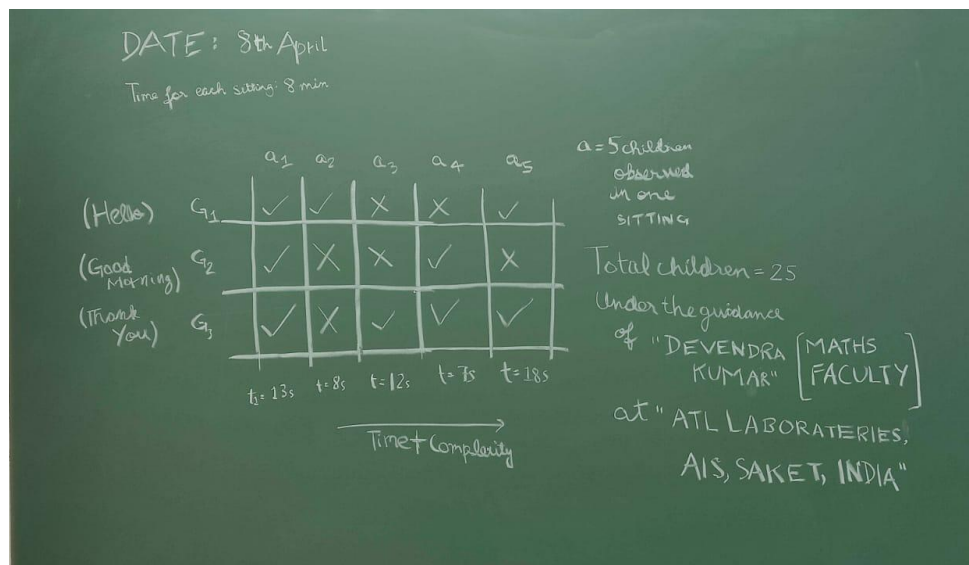 DATE: 8th April
Time for each sitting: 8 min
a1 a2 a3 a4 a5
(Hello) G1 ✓ ✓ X X ✓
(Good Morning) G2 ✓ X X ✓ X
(Thank You) G3 ✓ X ✓ ✓ ✓
t1= 13s t=8s t=12s t=7s t=18s
Time+Complexity
a = 5 children
observed
in one
SITTING
Total children = 25
Under the guidance
of "DEVENDRA [MATHS
KUMAR" FACULTY]
at "ATL LABORATERIES,
AIS, SAKET, INDIA"